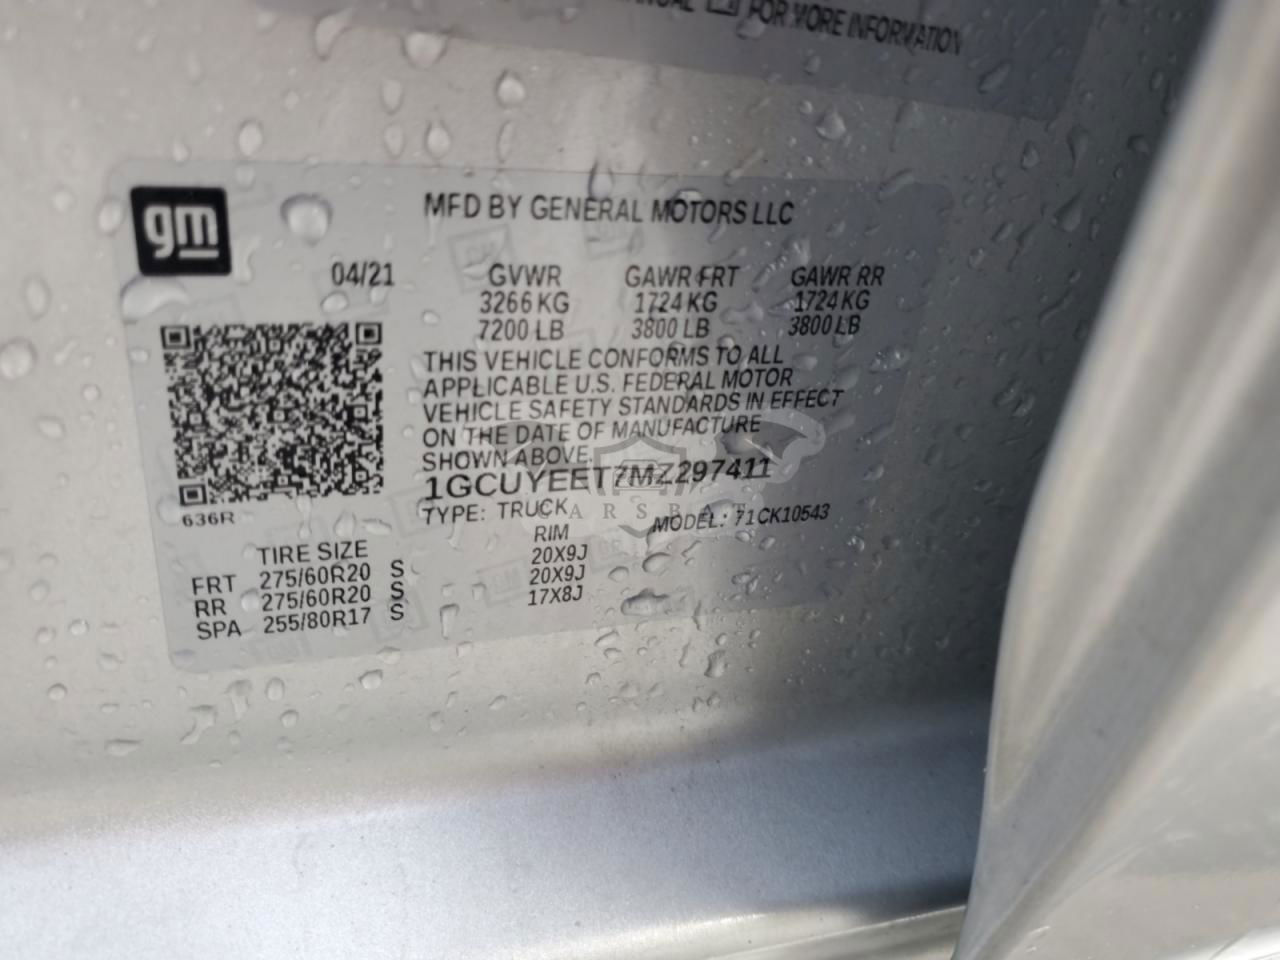 MANUAL FOR MORE INFORMATION
gm
MFD BY GENERAL MOTORS LLC
04/21 GVWR GAWR FRT GAWR RR
3266 KG 1724 KG 1724 KG
7200 LB 3800 LB 3800 LB
THIS VEHICLE CONFORMS TO ALL
APPLICABLE U.S. FEDERAL MOTOR
VEHICLE SAFETY STANDARDS IN EFFECT
ON THE DATE OF MANUFACTURE
SHOWN ABOVE.
1GCUYEET7MZ297411
TYPE: TRUCK MODEL: 71CK10543
636R
TIRE SIZE RIM
FRT 275/60R20 S 20X9J
RR 275/60R20 S 20X9J
SPA 255/80R17 S 17X8J